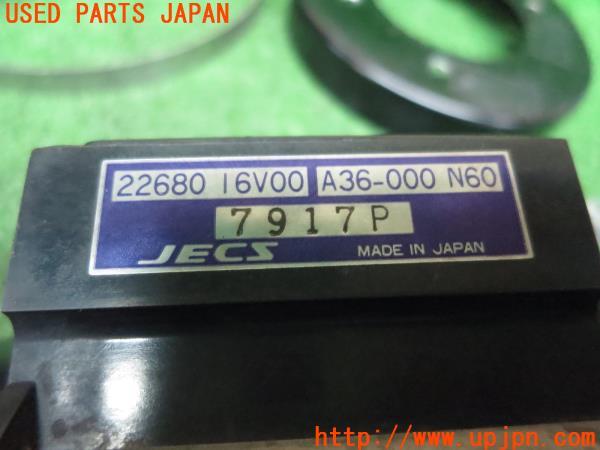 USED PARTS JAPAN
22680 16V00 A36-000 N60
7917P
JECS MADE IN JAPAN
http://www.upjpn.com/